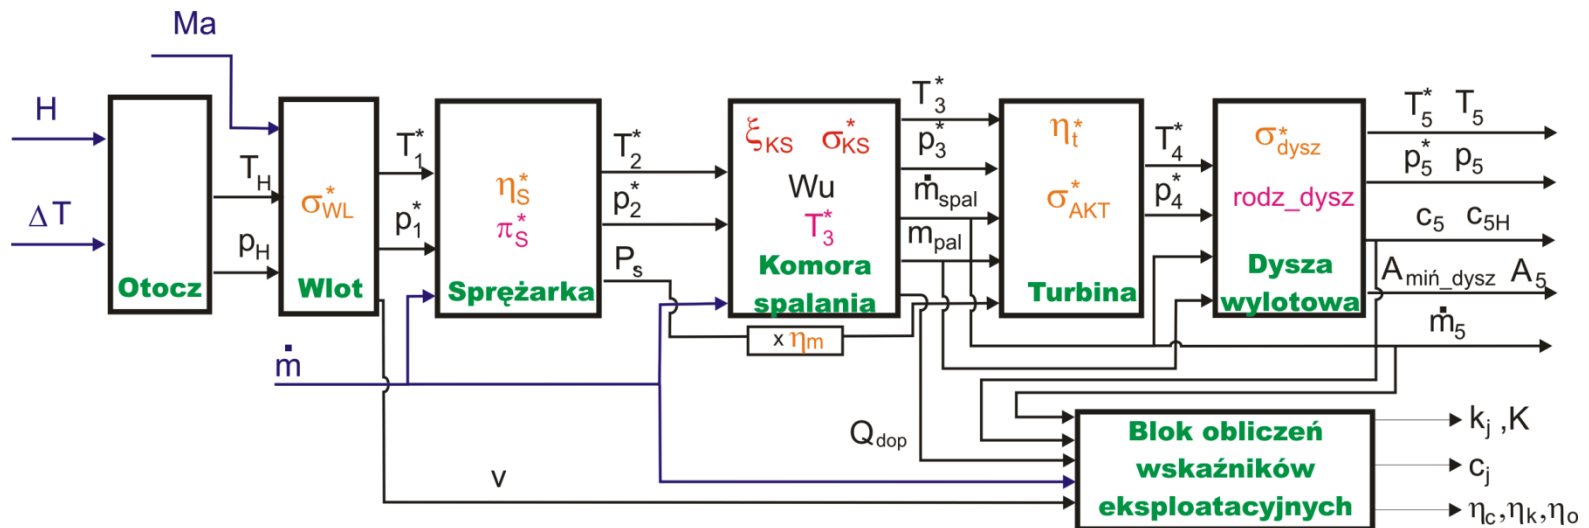 Ma
H
ΔT
Otocz
T_H
p_H
σ*_WL
Wlot
T*_1
p*_1
η*_S
π*_S
Sprężarka
T*_2
p*_2
P_s
ξ_KS σ*_KS
Wu
T*_3
Komora
spalania
T*_3
p*_3
ṁ_spal
m_pal
η*_t
σ*_AKT
Turbina
T*_4
p*_4
σ*_dysz
rodz_dysz
Dysza
wylotowa
T*_5 T_5
p*_5 p_5
c_5 c_5H
A_miń_dysz A_5
ṁ_5
x η_m
ṁ
Q_dop
v
Blok obliczeń
wskaźników
eksploatacyjnych
k_j ,K
c_j
η_c,η_k,η_o